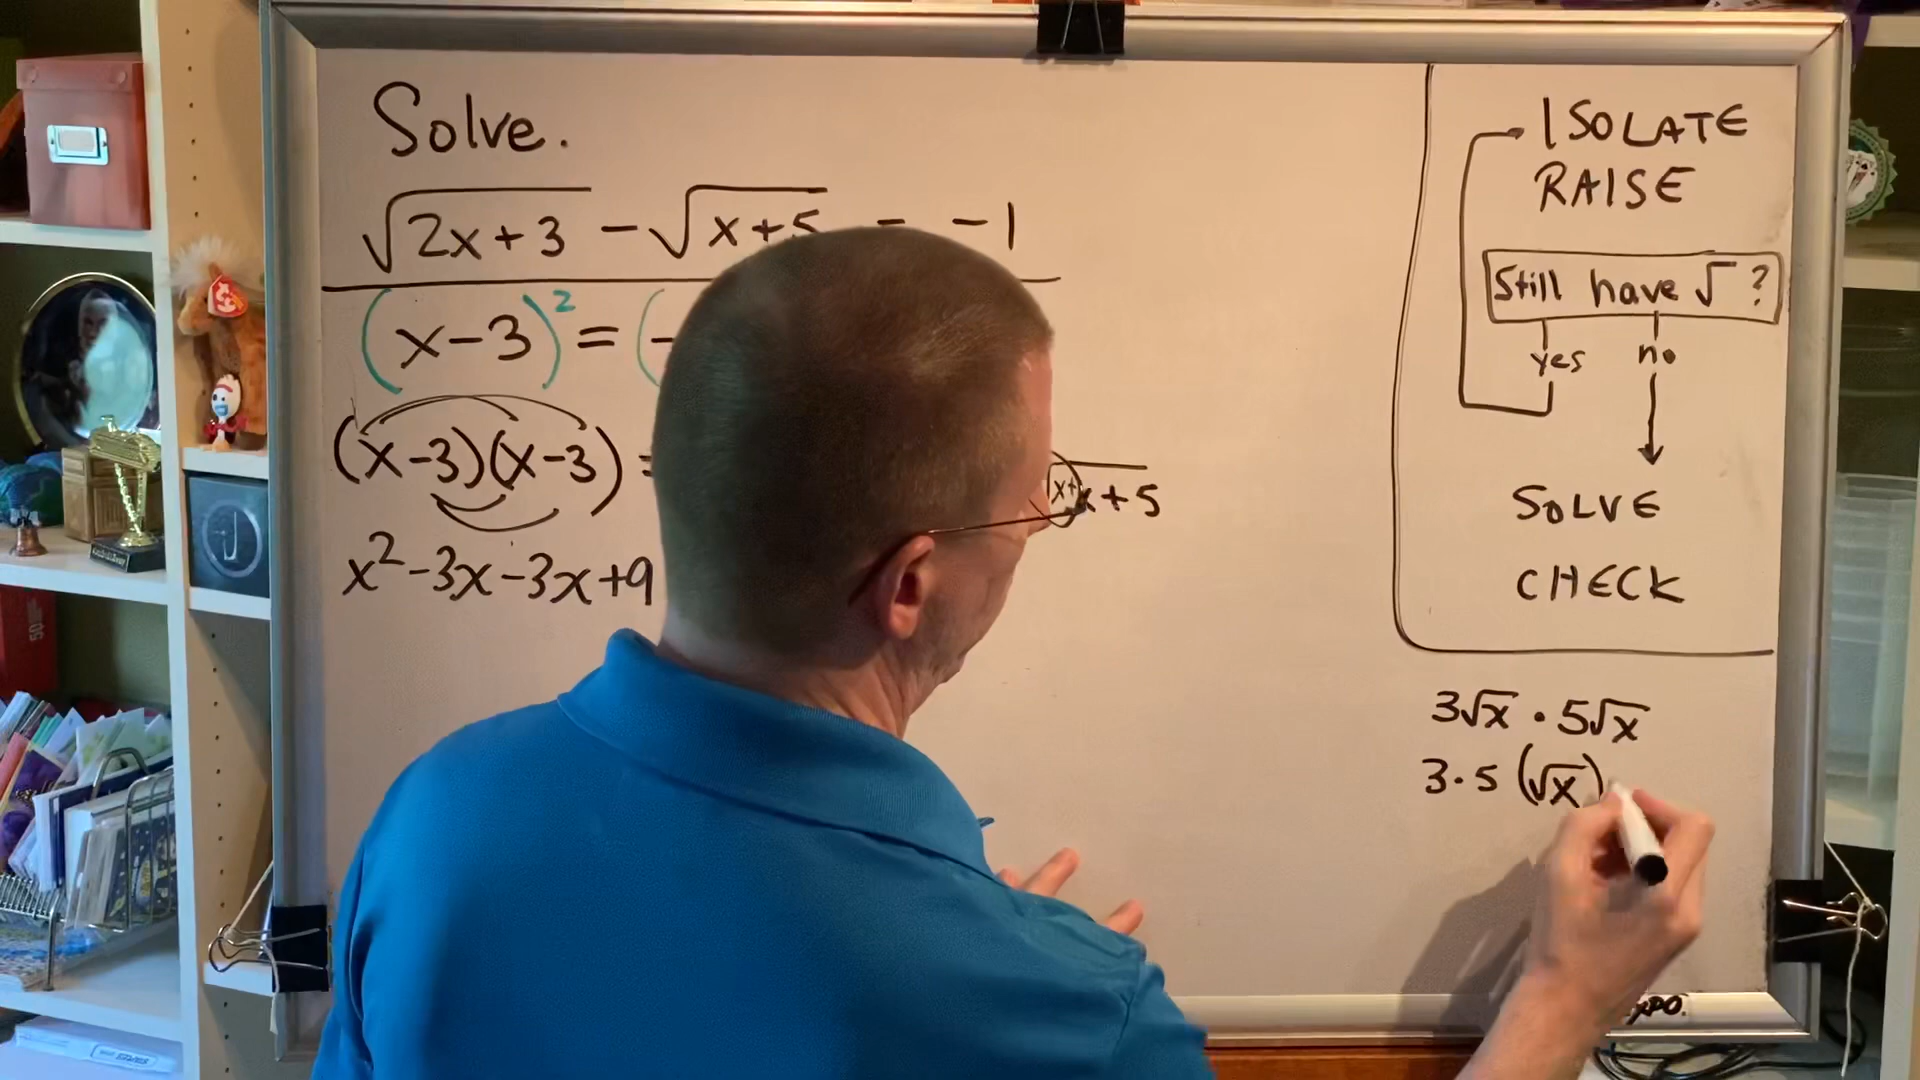 Solve.
√2x+3 - √x+5 = -1
(x-3)² = (-
(x-3)(x-3) =
x+5
x²-3x-3x+9
ISOLATE
RAISE
Still have √ ?
yes no
SOLVE
CHECK
3√x · 5√x
3·5 (√x)
EXPO.